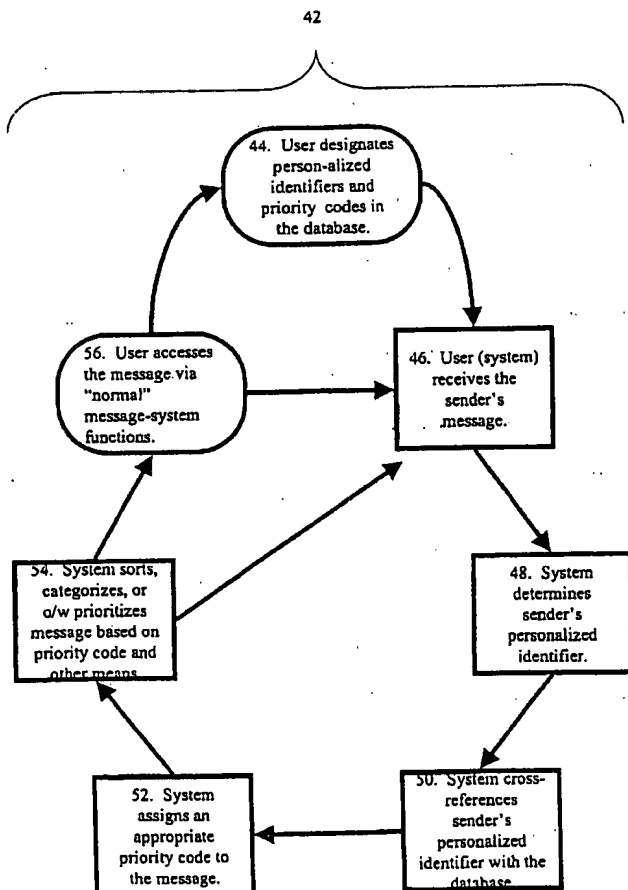 42
44. User designates
person-alized
identifiers and
priority codes in
the database.
56. User accesses
the message via
"normal"
message-system
functions.
46. User (system)
receives the
sender's
message.
54. System sorts,
categorizes, or
o/w prioritizes
message based on
priority code and
other means
48. System
determines
sender's
personalized
identifier.
52. System
assigns an
appropriate
priority code to
the message.
50. System cross-
references
sender's
personalized
identifier with the
database